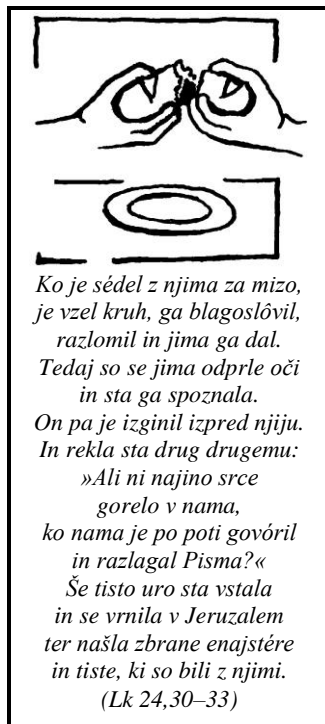 Ko je sédel z njima za mizo,
je vzel kruh, ga blagoslôvil,
razlomil in jima ga dal.
Tedaj so se jima odprle oči
in sta ga spoznala.
On pa je izginil izpred njiju.
In rekla sta drug drugemu:
»Ali ni najino srce
gorelo v nama,
ko nama je po poti govóril
in razlagal Pisma?«
Še tisto uro sta vstala
in se vrnila v Jeruzalem
ter našla zbrane enajstére
in tiste, ki so bili z njimi.
(Lk 24,30–33)